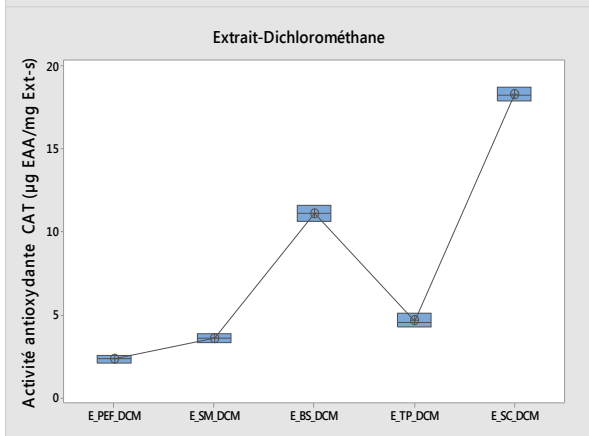 Extrait-Dichlorométhane
Activité antioxydante CAT (µg EAA/mg Ext-s)
20
15
10
5
0
E_PEF_DCM E_SM_DCM E_BS_DCM E_TP_DCM E_SC_DCM